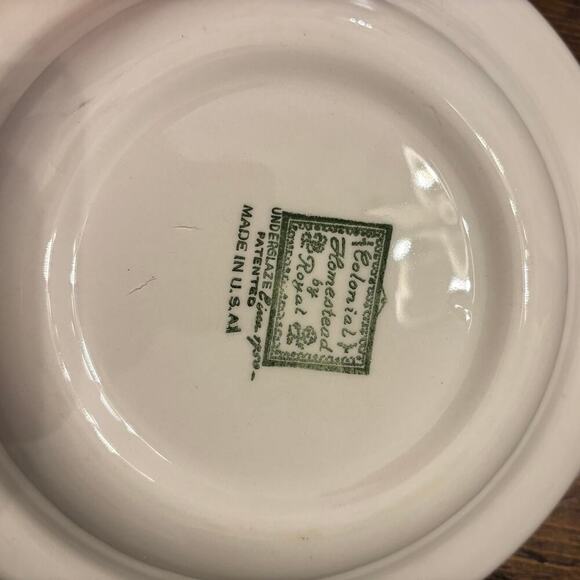 Colonial
Homestead
by
Royal
UNDERGLAZE
PATENTED
MADE IN U.S.A.